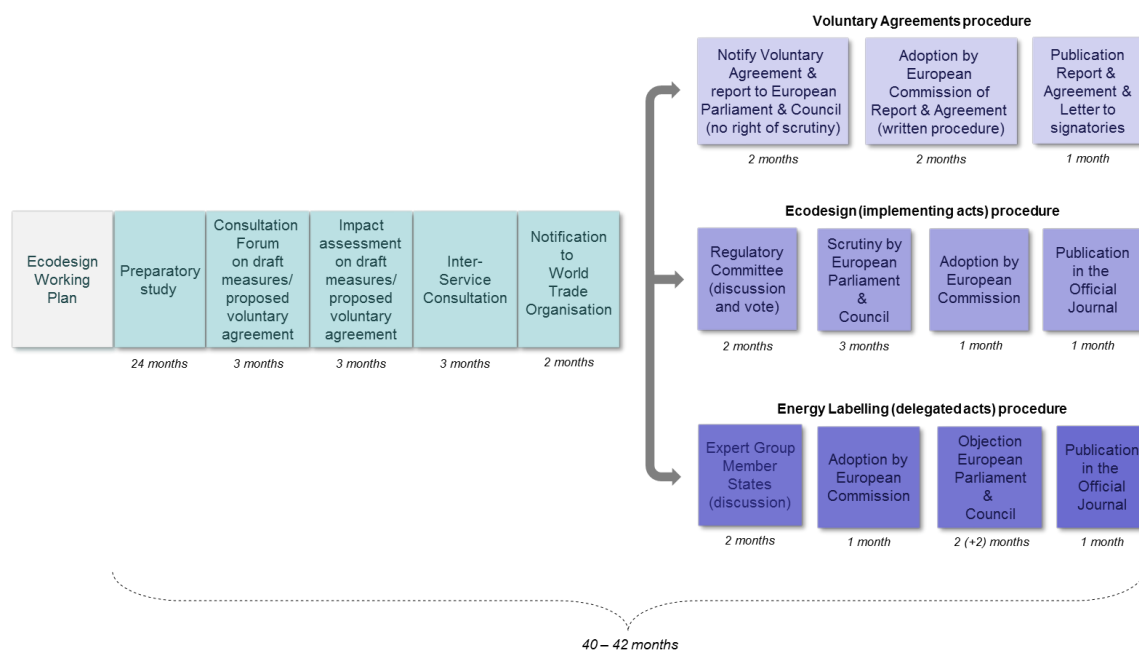 Ecodesign
Working
Plan
Preparatory
study
24 months
Consultation
Forum
on draft
measures/
proposed
voluntary
agreement
3 months
Impact
assessment
on draft
measures/
proposed
voluntary
agreement
3 months
Inter-
Service
Consultation
3 months
Notification
to
World
Trade
Organisation
2 months
Voluntary Agreements procedure
Notify Voluntary
Agreement &
report to European
Parliament & Council
(no right of scrutiny)
2 months
Adoption by
European
Commission of
Report & Agreement
(written procedure)
2 months
Publication
Report &
Agreement &
Letter to
signatories
1 month
Ecodesign (implementing acts) procedure
Regulatory
Committee
(discussion
and vote)
2 months
Scrutiny by
European
Parliament
&
Council
3 months
Adoption by
European
Commission
1 month
Publication
in the
Official
Journal
1 month
Energy Labelling (delegated acts) procedure
Expert Group
Member
States
(discussion)
2 months
Adoption by
European
Commission
1 month
Objection
European
Parliament
&
Council
2 (+2) months
Publication
in the
Official
Journal
1 month
40 – 42 months